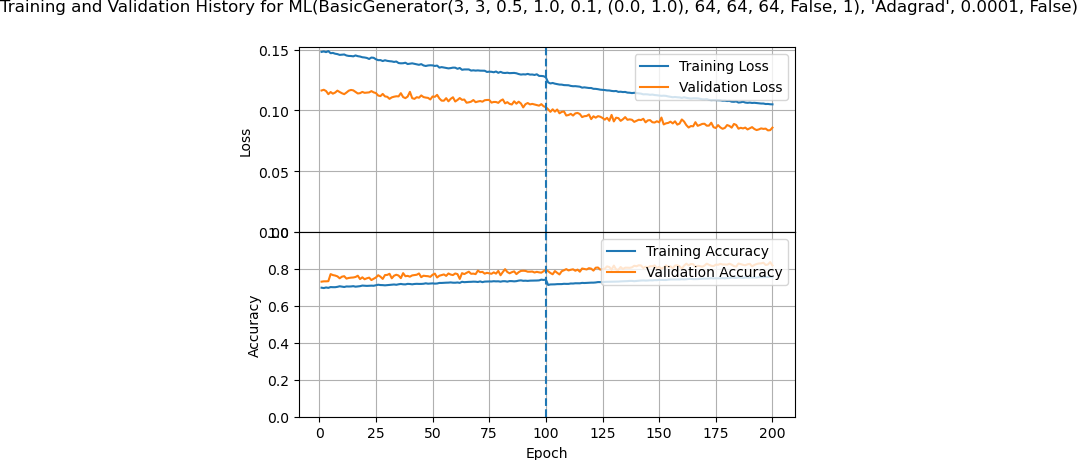 Training and Validation History for ML(BasicGenerator(3, 3, 0.5, 1.0, 0.1, (0.0, 1.0), 64, 64, 64, False, 1), 'Adagrad', 0.0001, False)
0.15
0.10
0.05
0.00
Loss
Training Loss
Validation Loss
1.0
0.8
0.6
0.4
0.2
0.0
Accuracy
Training Accuracy
Validation Accuracy
0 25 50 75 100 125 150 175 200
Epoch